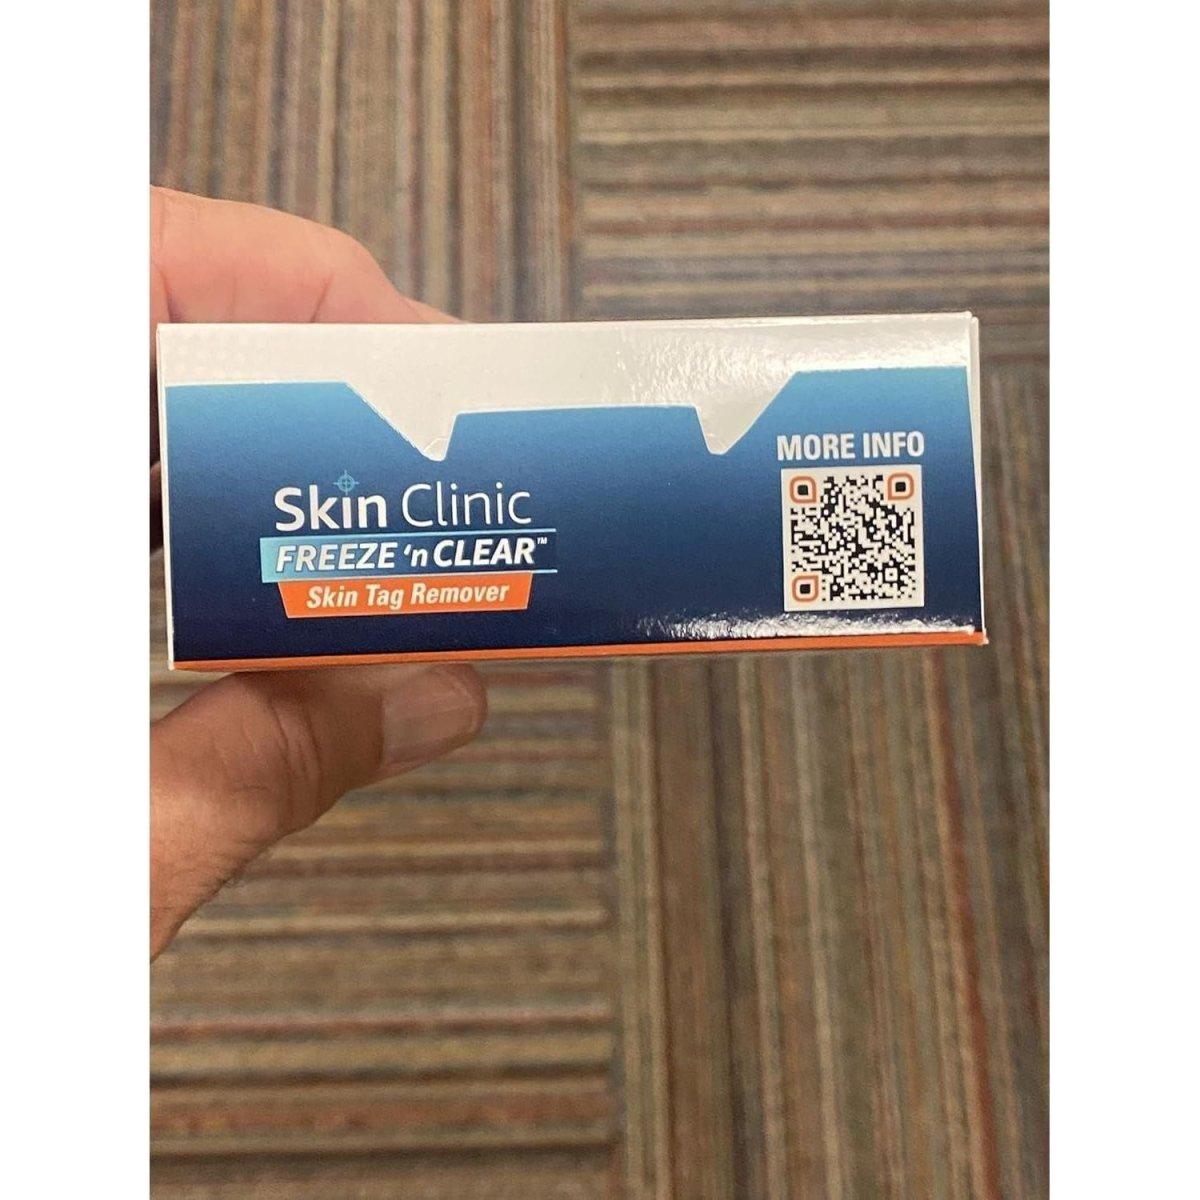 Skin Clinic
FREEZE 'n CLEAR™
Skin Tag Remover
MORE INFO